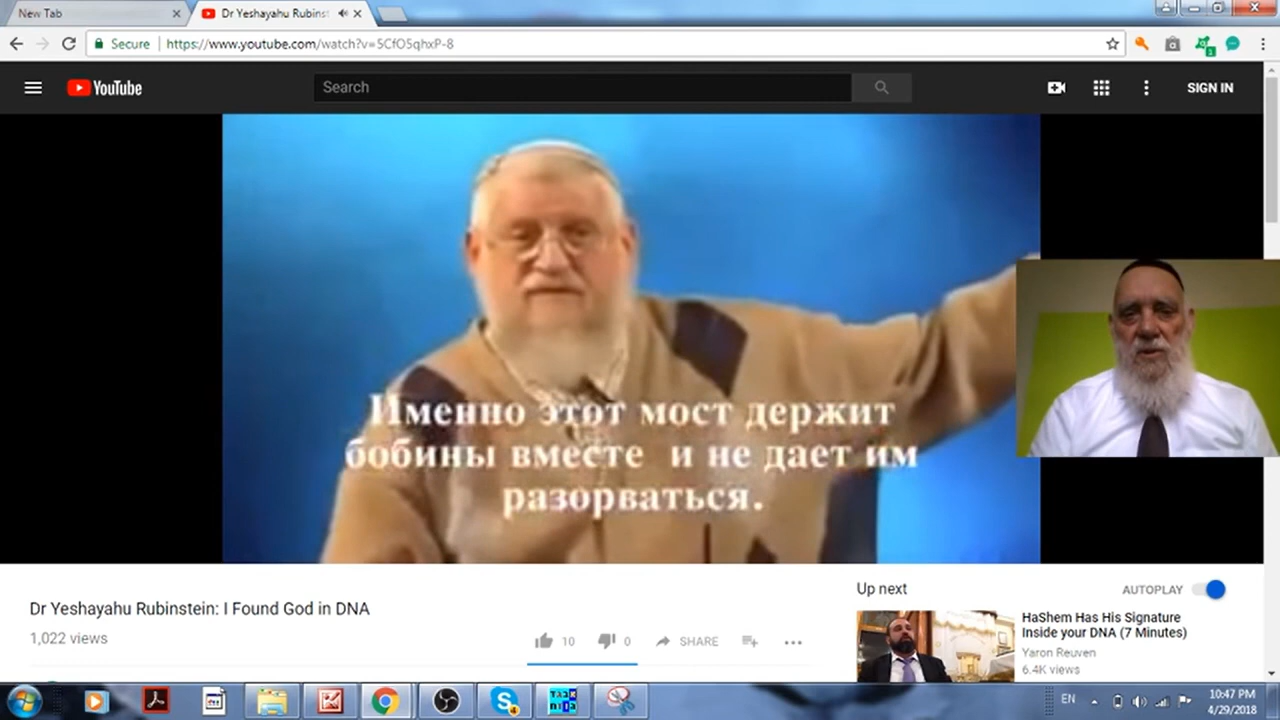 New Tab
Dr Yeshayahu Rubinst
Secure
https://www.youtube.com/watch?v=5CfO5qhxP-8
YouTube
Search
SIGN IN
Именно этот мост держит
бобины вместе и не дает им
разорваться.
Dr Yeshayahu Rubinstein: I Found God in DNA
1,022 views
10
0
SHARE
Up next
AUTOPLAY
HaShem Has His Signature
Inside your DNA (7 Minutes)
Yaron Reuven
6.4K views
EN
10:47 PM
4/29/2018